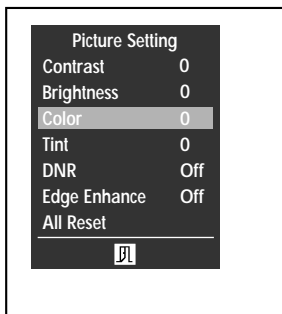 Picture Setting
Contrast 0
Brightness 0
Color 0
Tint 0
DNR Off
Edge Enhance Off
All Reset